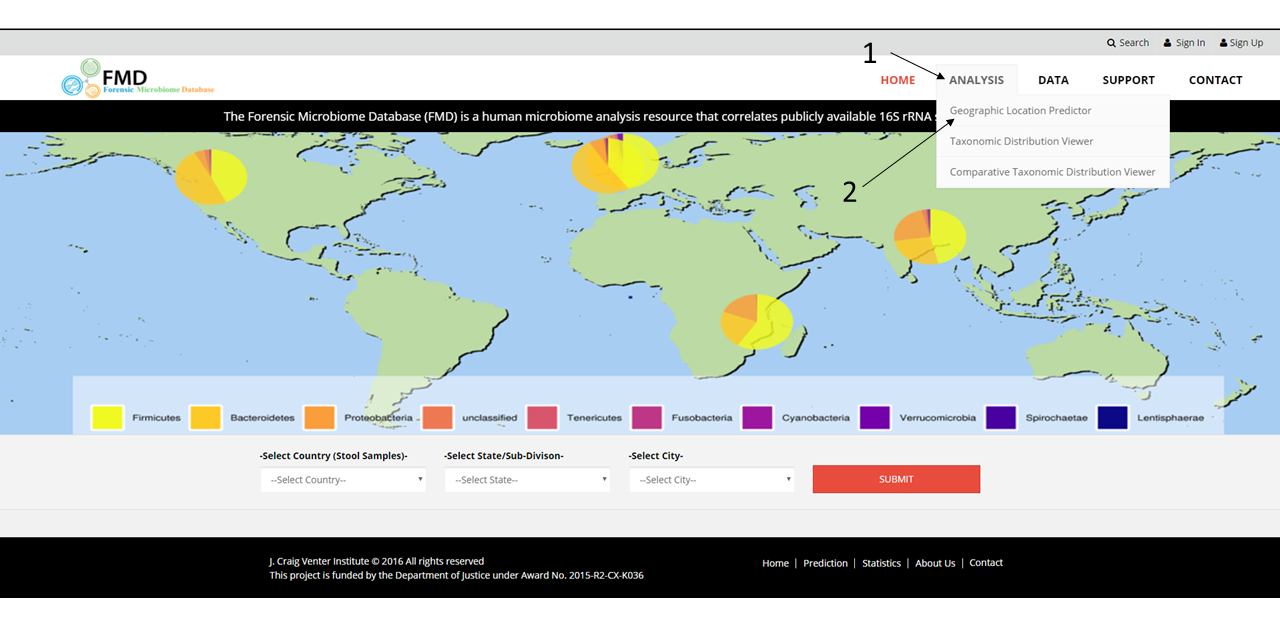 Search Sign In Sign Up
1
FMD
Forensic Microbiome Database
HOME ANALYSIS DATA SUPPORT CONTACT
Geographic Location Predictor
The Forensic Microbiome Database (FMD) is a human microbiome analysis resource that correlates publicly available 16S rRNA
Taxonomic Distribution Viewer
Comparative Taxonomic Distribution Viewer
2
Firmicutes Bacteroidetes Proteobacteria unclassified Tenericutes Fusobacteria Cyanobacteria Verrucomicrobia Spirochaetae Lentisphaerae
-Select Country (Stool Samples)- -Select State/Sub-Divison- -Select City-
--Select Country-- --Select State-- --Select City-- SUBMIT
J. Craig Venter Institute © 2016 All rights reserved
This project is funded by the Department of Justice under Award No. 2015-R2-CX-K036
Home | Prediction | Statistics | About Us | Contact